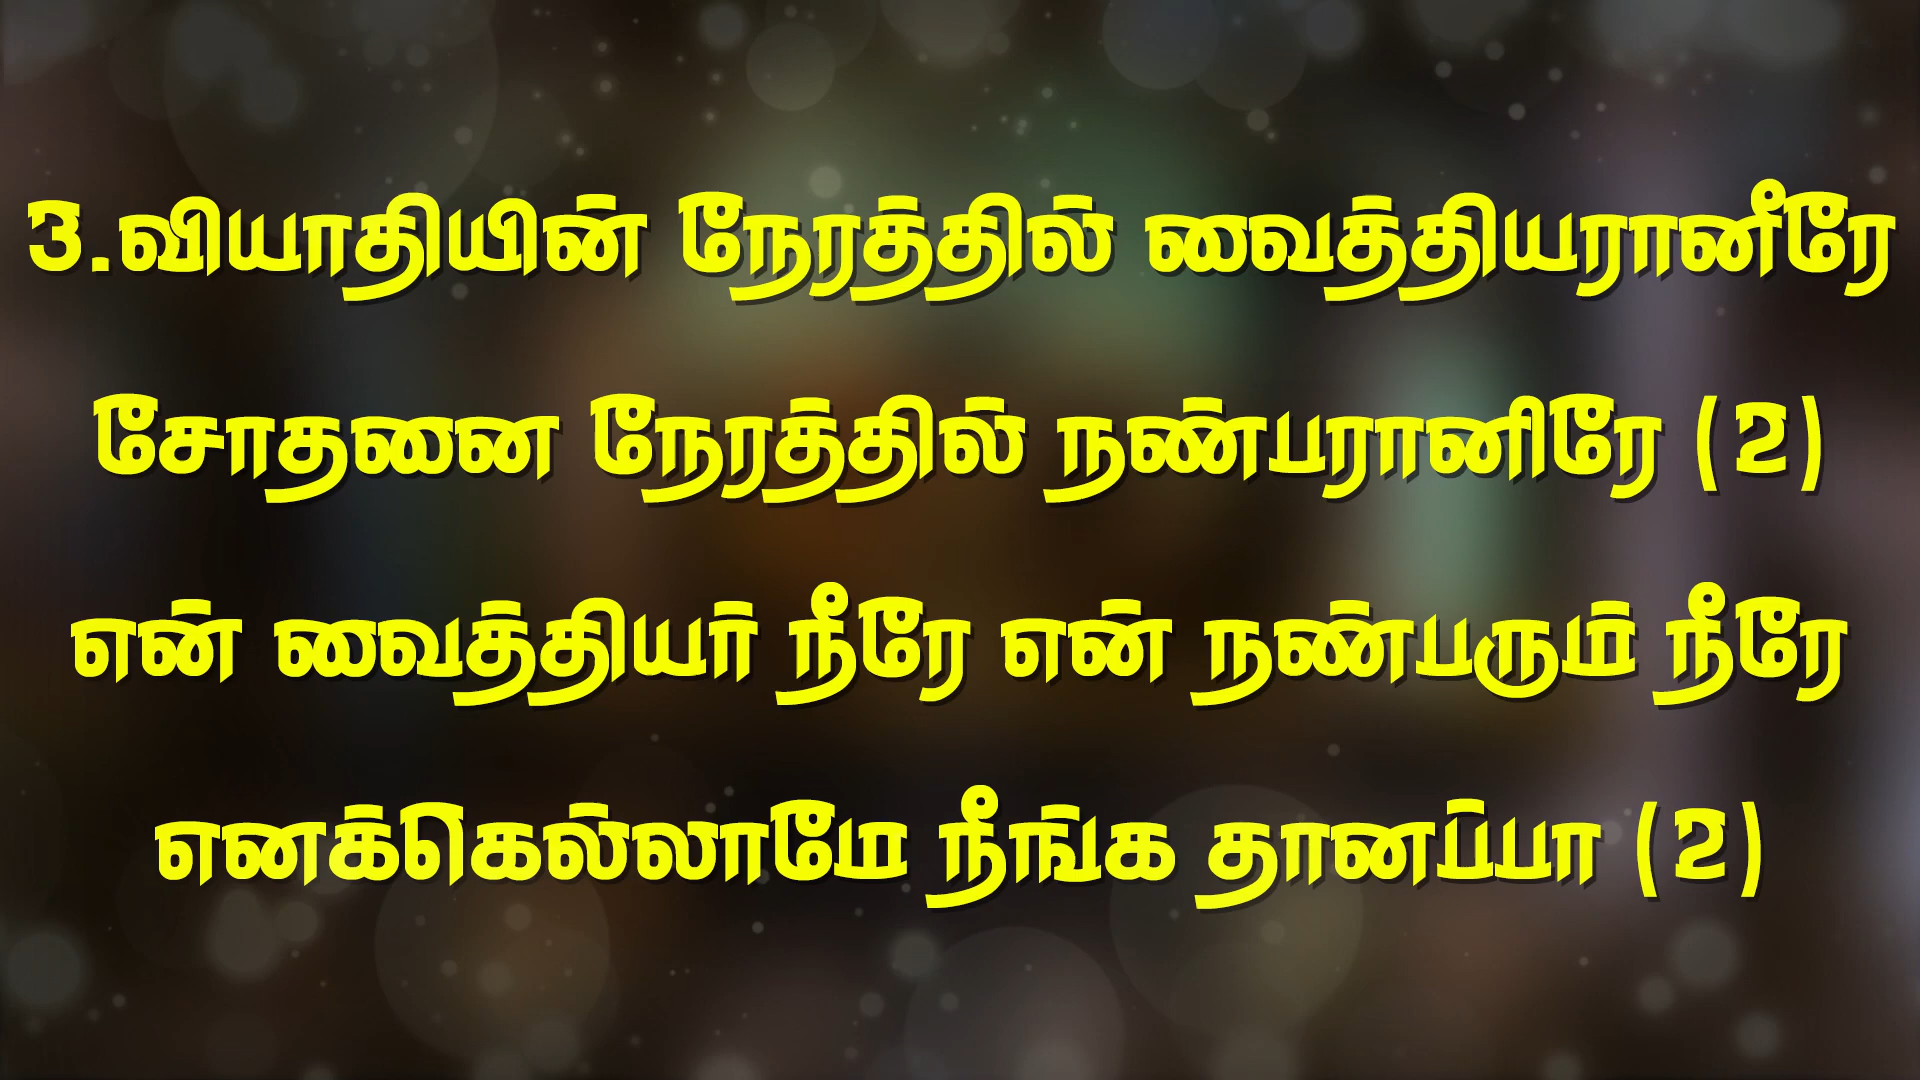 3.வியாதியின் நேரத்தில் வைத்தியரானீரே
சோதனை நேரத்தில் நண்பரானிரே (2)
என் வைத்தியர் நீரே என் நண்பரும் நீரே
எனக்கெல்லாமே நீங்க தானப்பா (2)